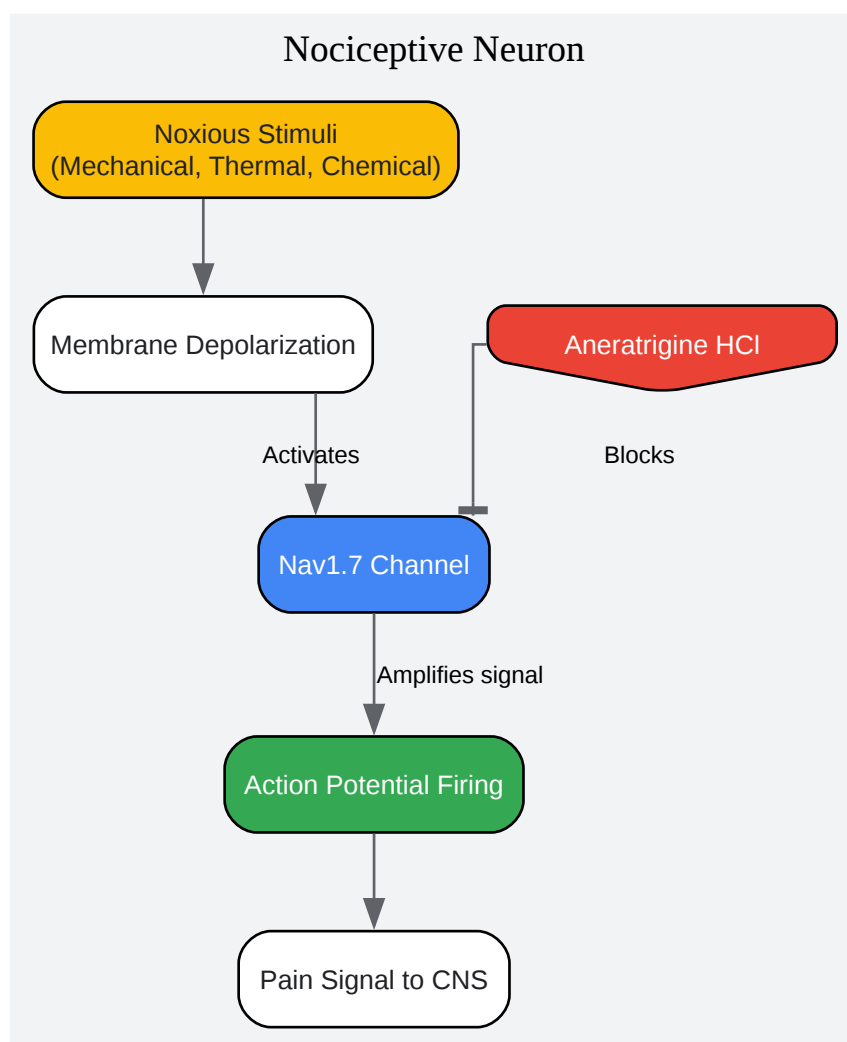 Nociceptive Neuron
Noxious Stimuli
(Mechanical, Thermal, Chemical)
Membrane Depolarization
Aneratrigine HCl
Activates
Blocks
Nav1.7 Channel
Amplifies signal
Action Potential Firing
Pain Signal to CNS